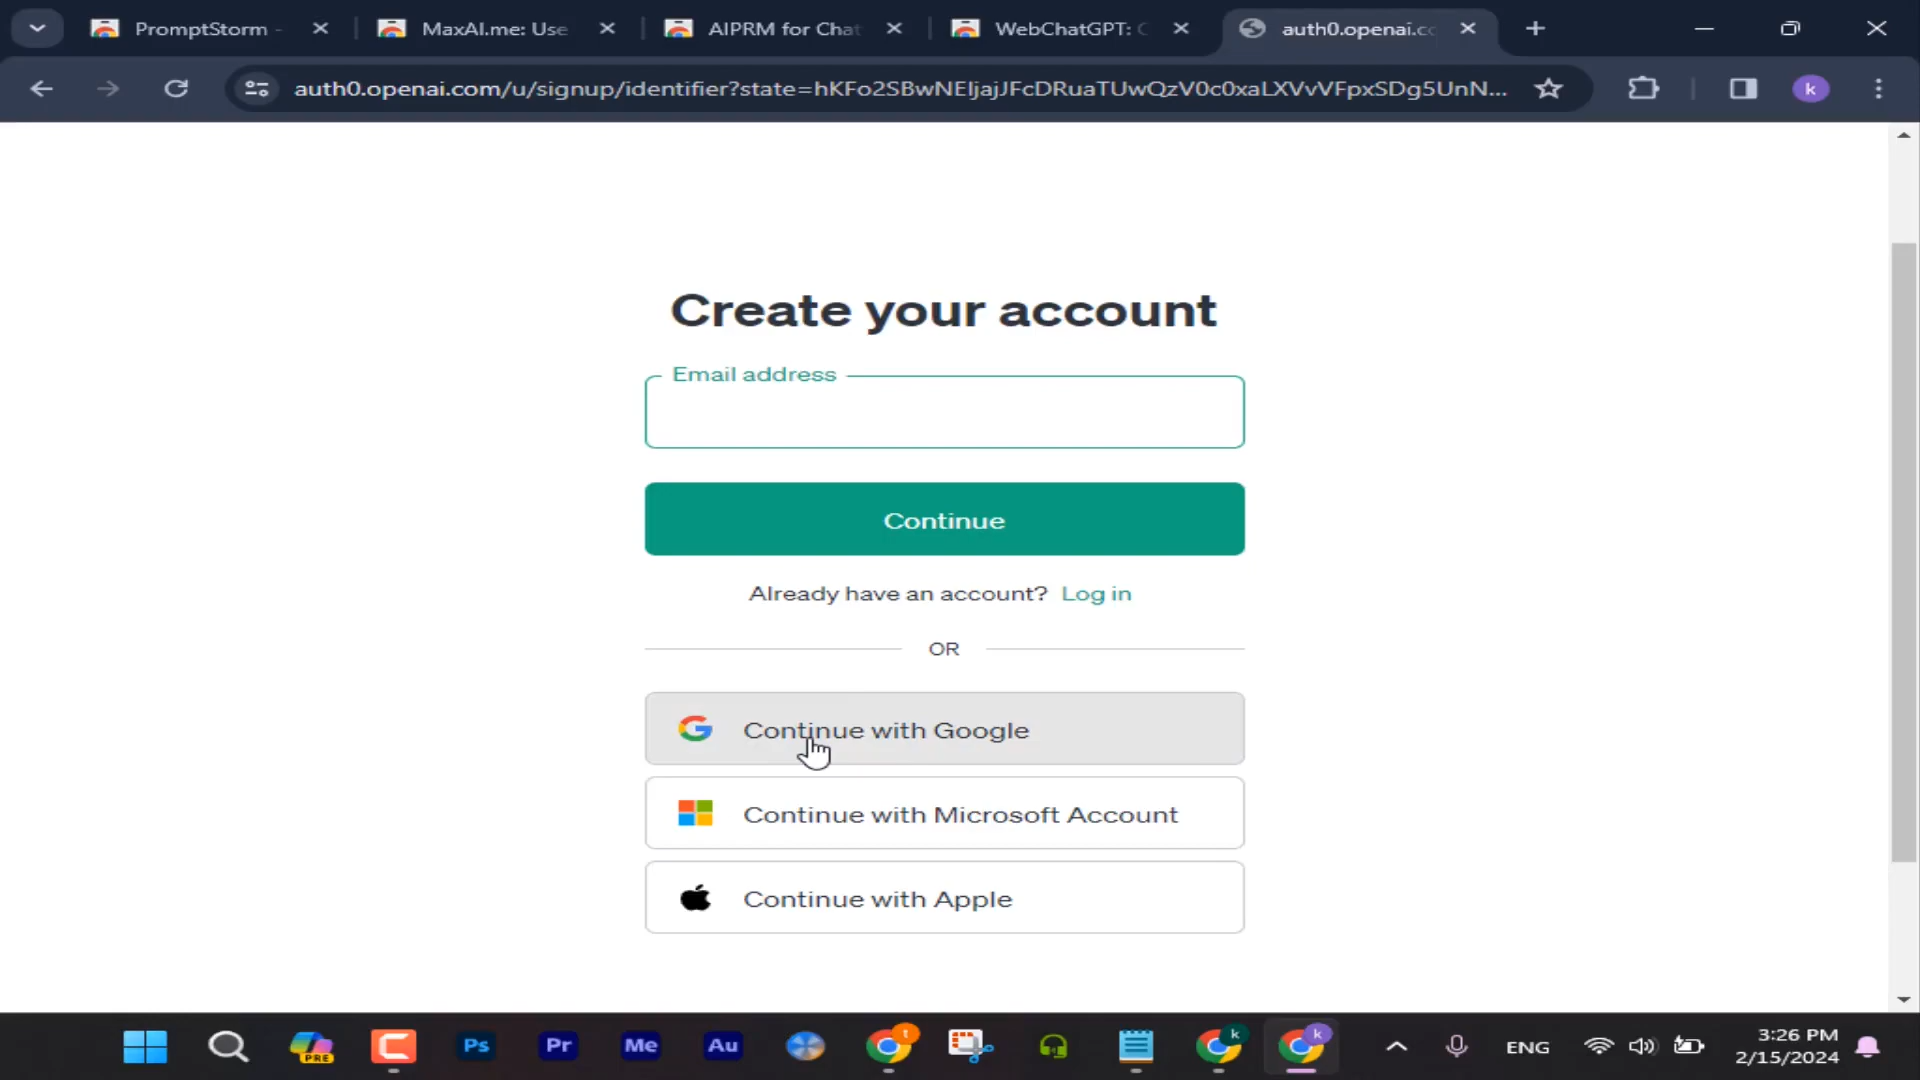 PromptStorm -
MaxAI.me: Use
AIPRM for Chat
WebChatGPT: C
auth0.openai.cc
auth0.openai.com/u/signup/identifier?state=hKFo2SBwNEljajJFcDRuaTUwQzV0c0xaLXVvVFpxSDg5UnN...
k
Create your account
Email address
Continue
Already have an account? Log in
OR
Continue with Google
Continue with Microsoft Account
Continue with Apple
PRE
Ps
Pr
Me
Au
t
k
k
ENG
3:26 PM
2/15/2024